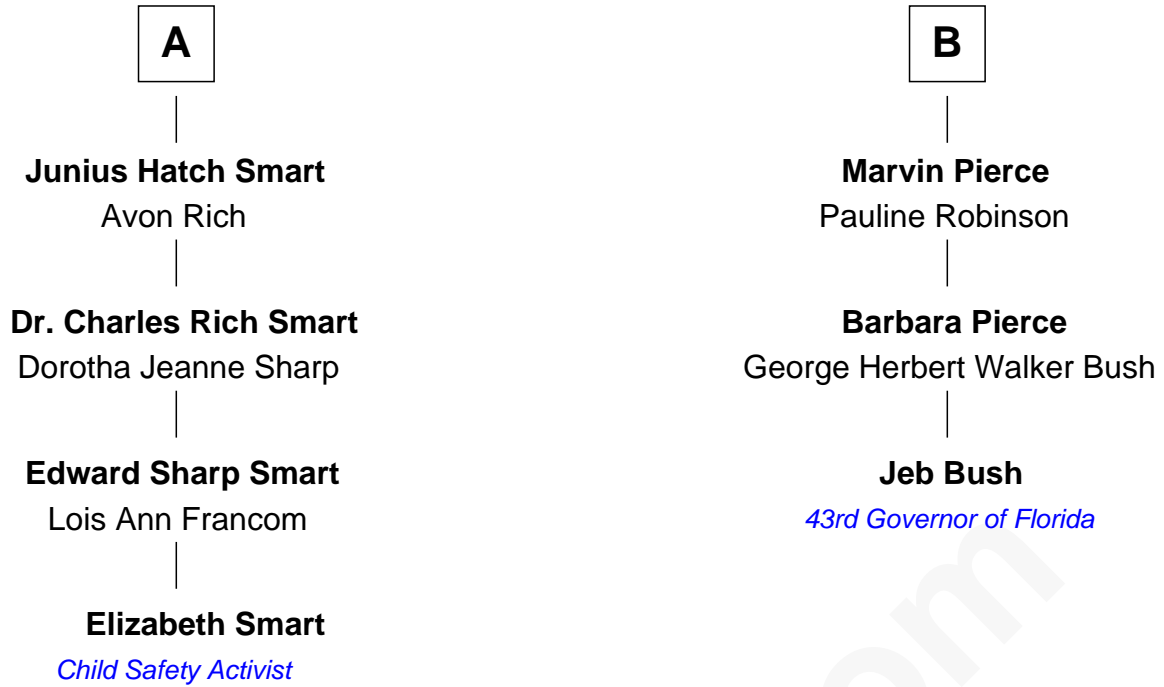 A
Junius Hatch Smart
Avon Rich
Dr. Charles Rich Smart
Dorotha Jeanne Sharp
Edward Sharp Smart
Lois Ann Francom
Elizabeth Smart
Child Safety Activist
B
Marvin Pierce
Pauline Robinson
Barbara Pierce
George Herbert Walker Bush
Jeb Bush
43rd Governor of Florida
om